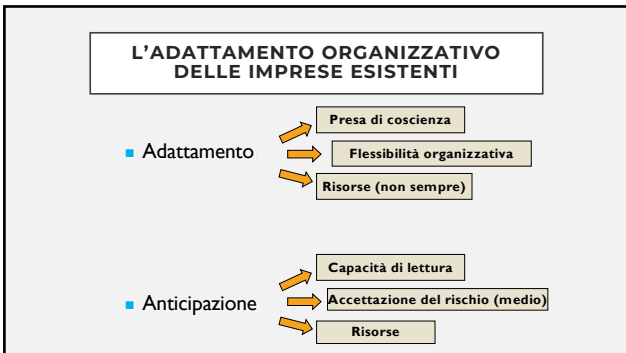 L’ADATTAMENTO ORGANIZZATIVO
DELLE IMPRESE ESISTENTI
Presa di coscienza
Adattamento
Flessibilità organizzativa
Risorse (non sempre)
Capacità di lettura
Anticipazione
Accettazione del rischio (medio)
Risorse